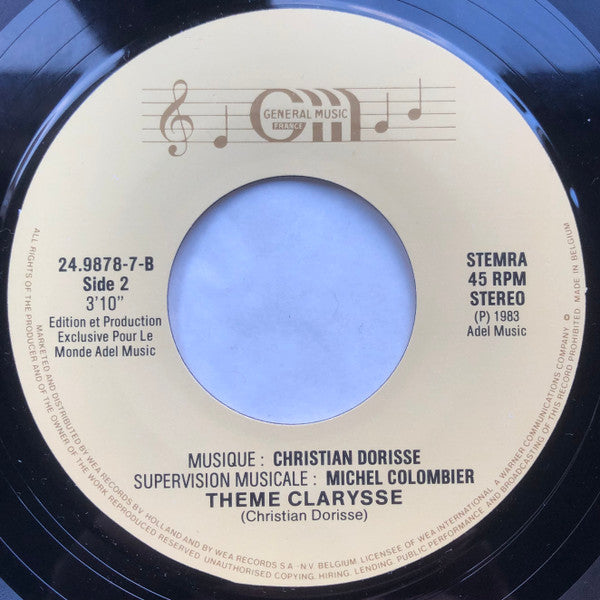 GM
GENERAL MUSIC
FRANCE
24.9878-7-B
Side 2
3'10"
Edition et Production
Exclusive Pour Le
Monde Adel Music
STEMRA
45 RPM
STEREO
(P) 1983
Adel Music
MUSIQUE : CHRISTIAN DORISSE
SUPERVISION MUSICALE : MICHEL COLOMBIER
THEME CLARYSSE
(Christian Dorisse)
ALL RIGHTS OF THE PRODUCER AND OF THE OWNER OF THE WORK REPRODUCED RESERVED UNAUTHORISED COPYING. HIRING. LENDING. PUBLIC PERFORMANCE AND BROADCASTING OF THIS RECORD PROHIBITED. MADE IN BELGIUM
MARKETED AND DISTRIBUTED BY WEA RECORDS B.V. HOLLAND AND BY WEA RECORDS S A - N.V. BELGIUM LICENSEE OF WEA INTERNATIONAL A WARNER COMMUNICATIONS COMPANY ©